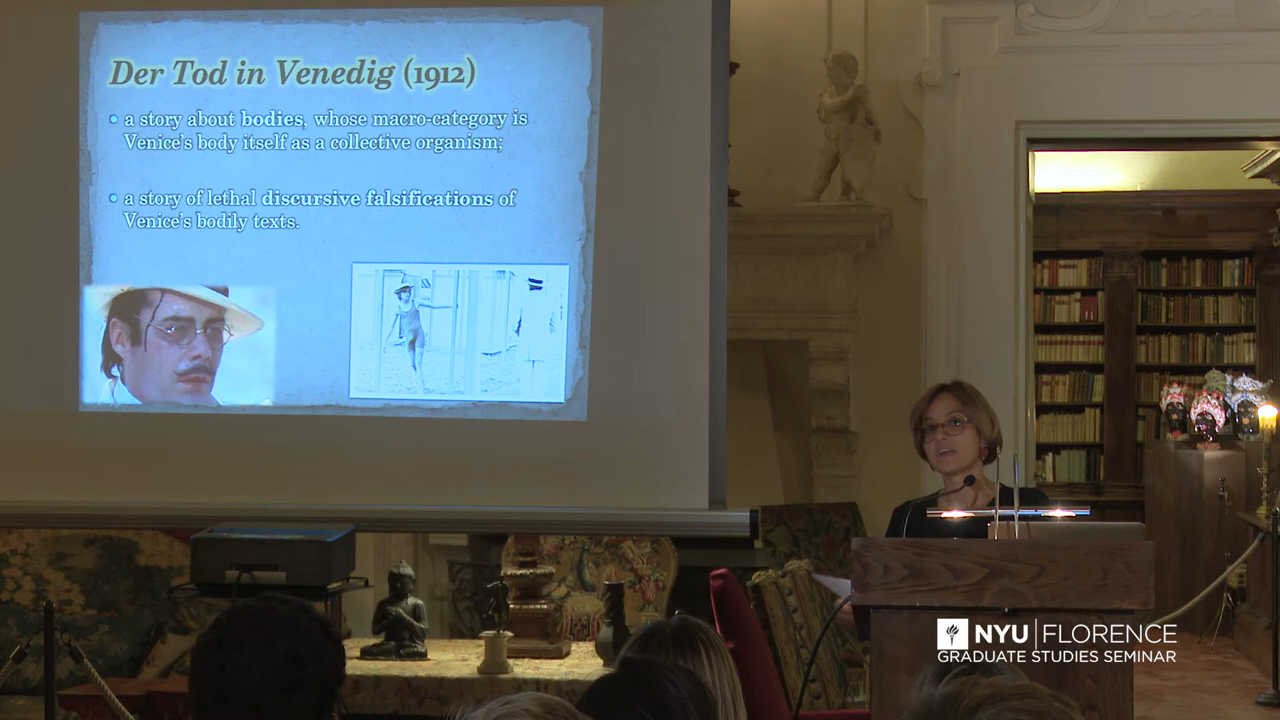 Der Tod in Venedig (1912)
• a story about bodies, whose macro-category is
Venice's body itself as a collective organism;
• a story of lethal discursive falsifications of
Venice's bodily texts.
NYU FLORENCE
GRADUATE STUDIES SEMINAR